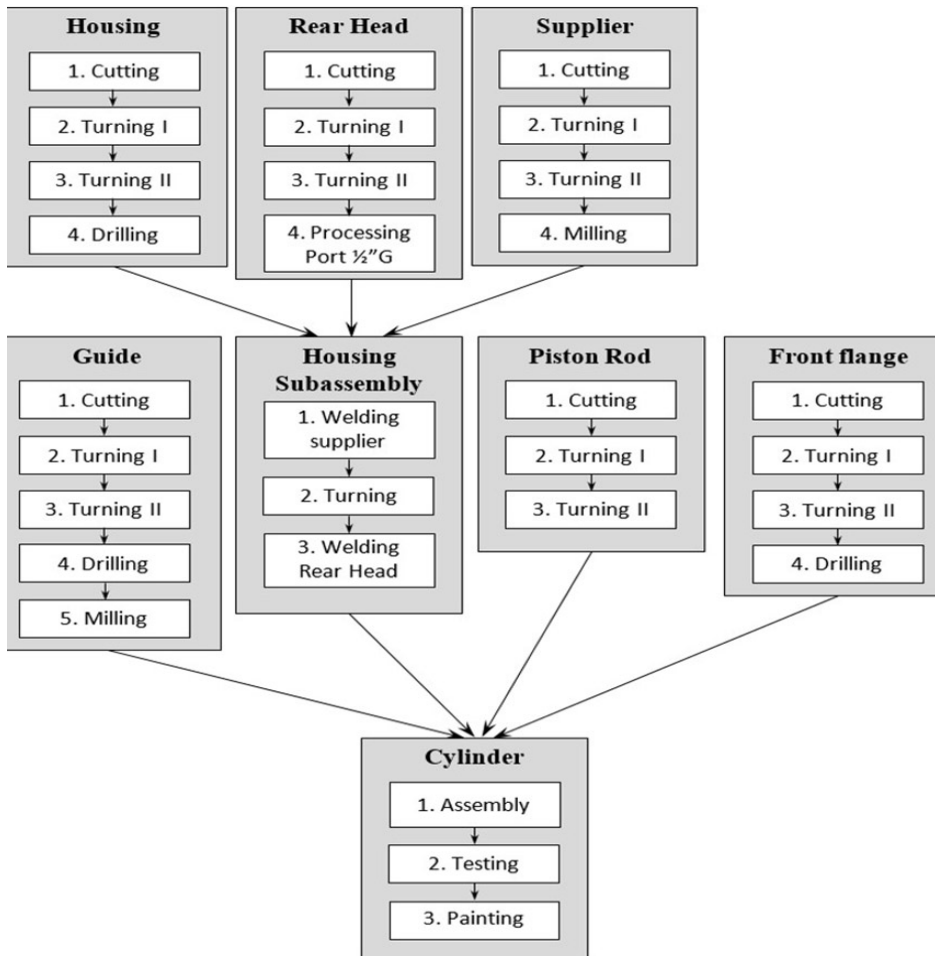 Housing
1. Cutting
2. Turning I
3. Turning II
4. Drilling
Rear Head
1. Cutting
2. Turning I
3. Turning II
4. Processing
Port ½”G
Supplier
1. Cutting
2. Turning I
3. Turning II
4. Milling
Guide
1. Cutting
2. Turning I
3. Turning II
4. Drilling
5. Milling
Housing
Subassembly
1. Welding
supplier
2. Turning
3. Welding
Rear Head
Piston Rod
1. Cutting
2. Turning I
3. Turning II
Front flange
1. Cutting
2. Turning I
3. Turning II
4. Drilling
Cylinder
1. Assembly
2. Testing
3. Painting